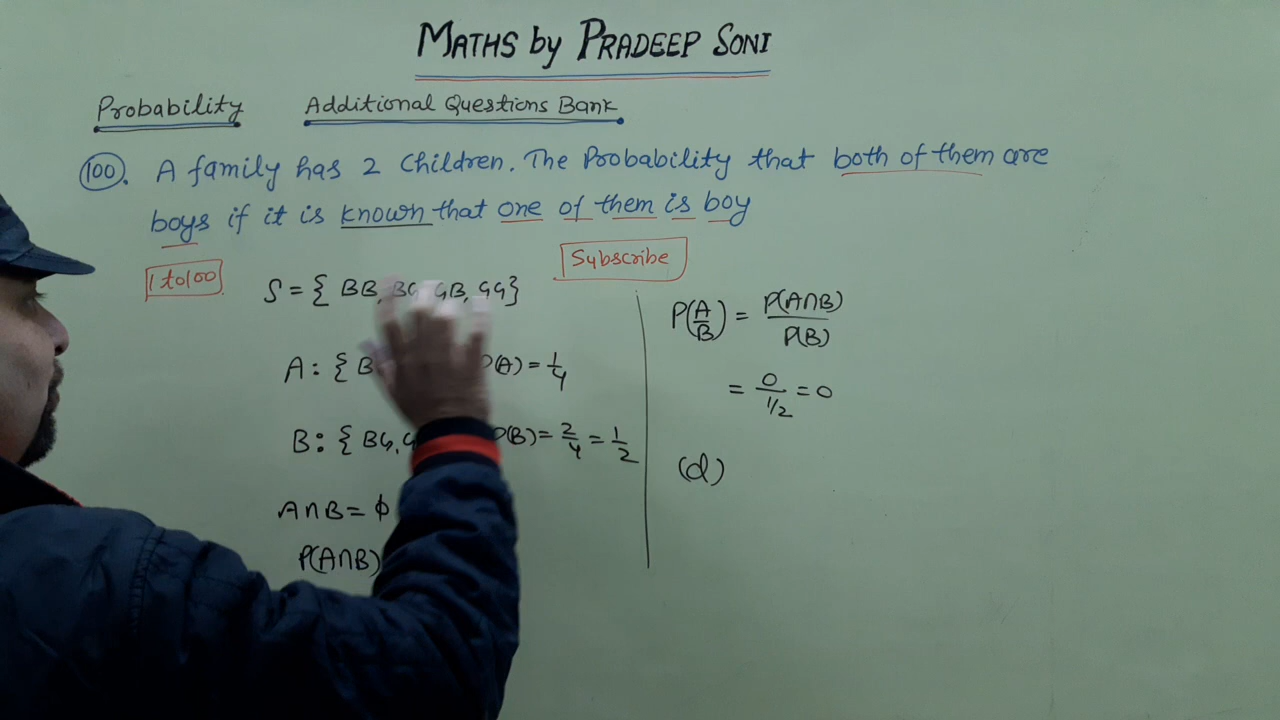 MATHS by PRADEEP SONI
Probability Additional Questions Bank
100. A family has 2 Children. The Probability that both of them are
boys if it is known that one of them is boy
1 to 100
Subscribe
S = { BB, BG, GB, GG}
A : { B P(A) = 1/4
B : { BG, G P(B) = 2/4 = 1/2
A∩B = ϕ
P(A∩B)
P(A/B) = P(A∩B)/P(B)
= 0/1/2 = 0
(d)